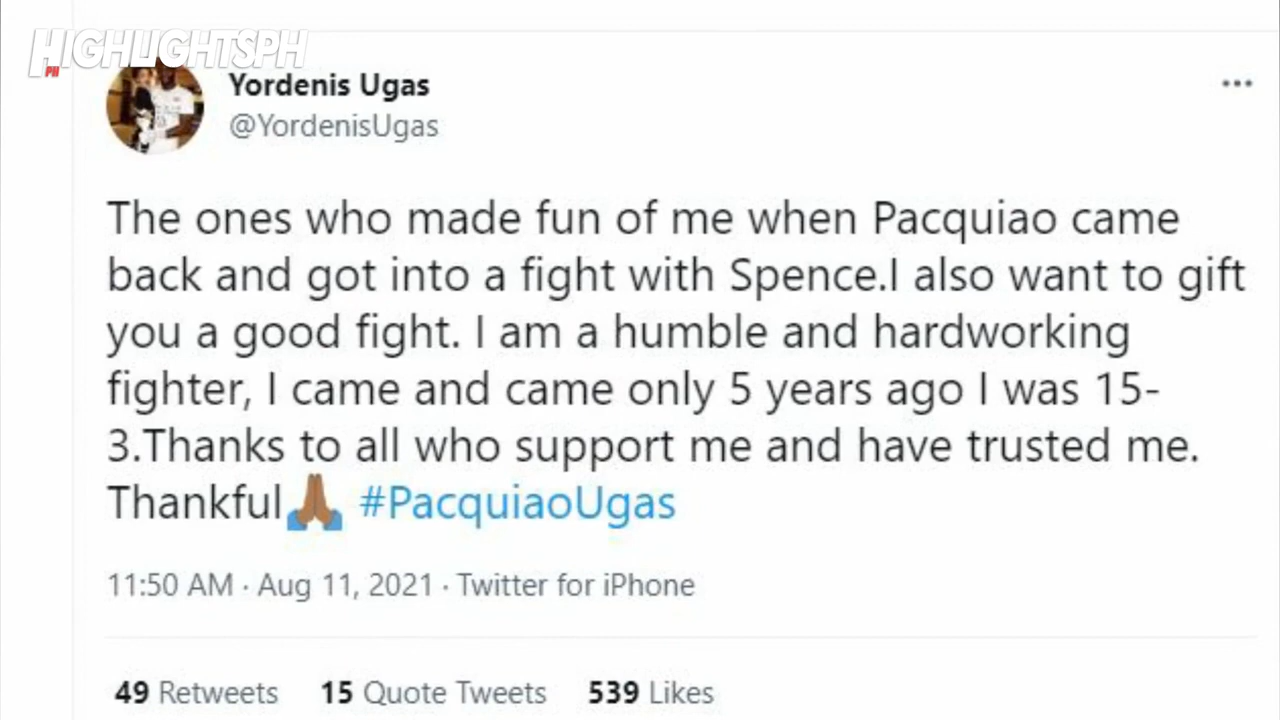 HIGHLIGHTSPH
PH
Yordenis Ugas
@YordenisUgas
The ones who made fun of me when Pacquiao came
back and got into a fight with Spence.I also want to gift
you a good fight. I am a humble and hardworking
fighter, I came and came only 5 years ago I was 15-
3.Thanks to all who support me and have trusted me.
Thankful🙏🏾 #PacquiaoUgas
11:50 AM · Aug 11, 2021 · Twitter for iPhone
49 Retweets 15 Quote Tweets 539 Likes